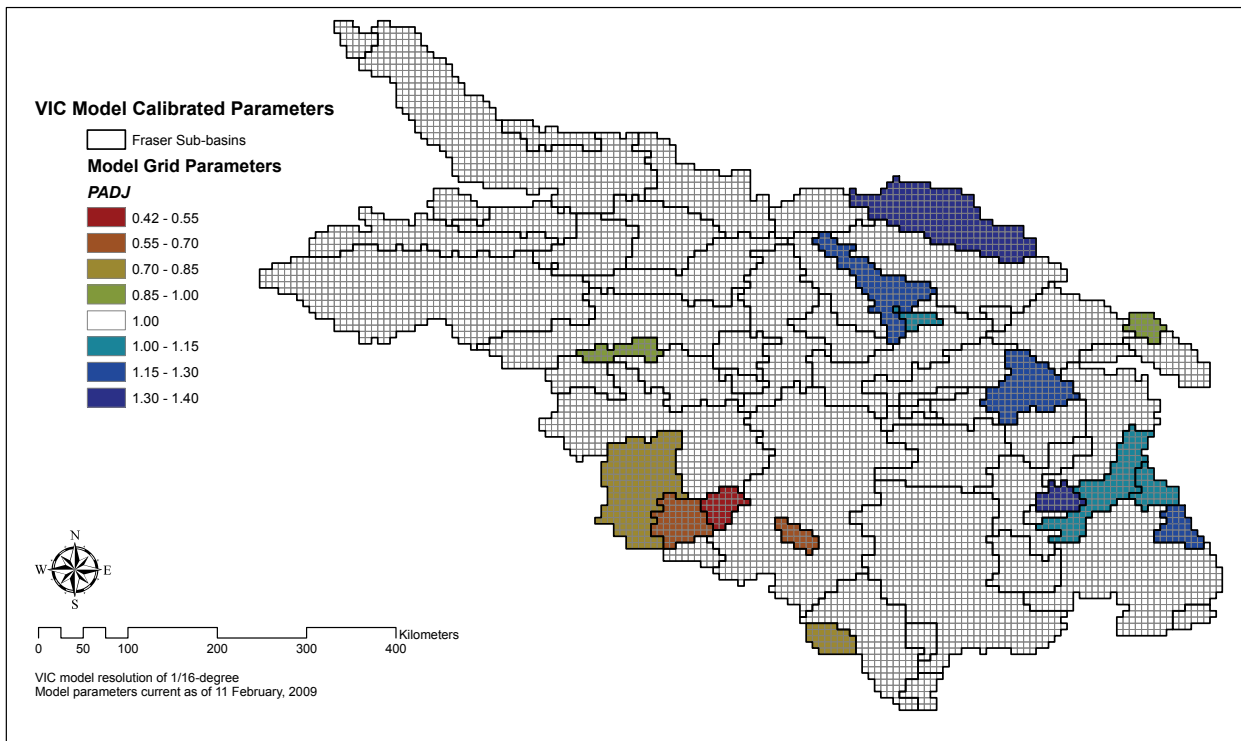 VIC Model Calibrated Parameters
Fraser Sub-basins
Model Grid Parameters
PADJ
0.42 - 0.55
0.55 - 0.70
0.70 - 0.85
0.85 - 1.00
1.00
1.00 - 1.15
1.15 - 1.30
1.30 - 1.40
N
W E
S
Kilometers
0 50 100 200 300 400
VIC model resolution of 1/16-degree
Model parameters current as of 11 February, 2009